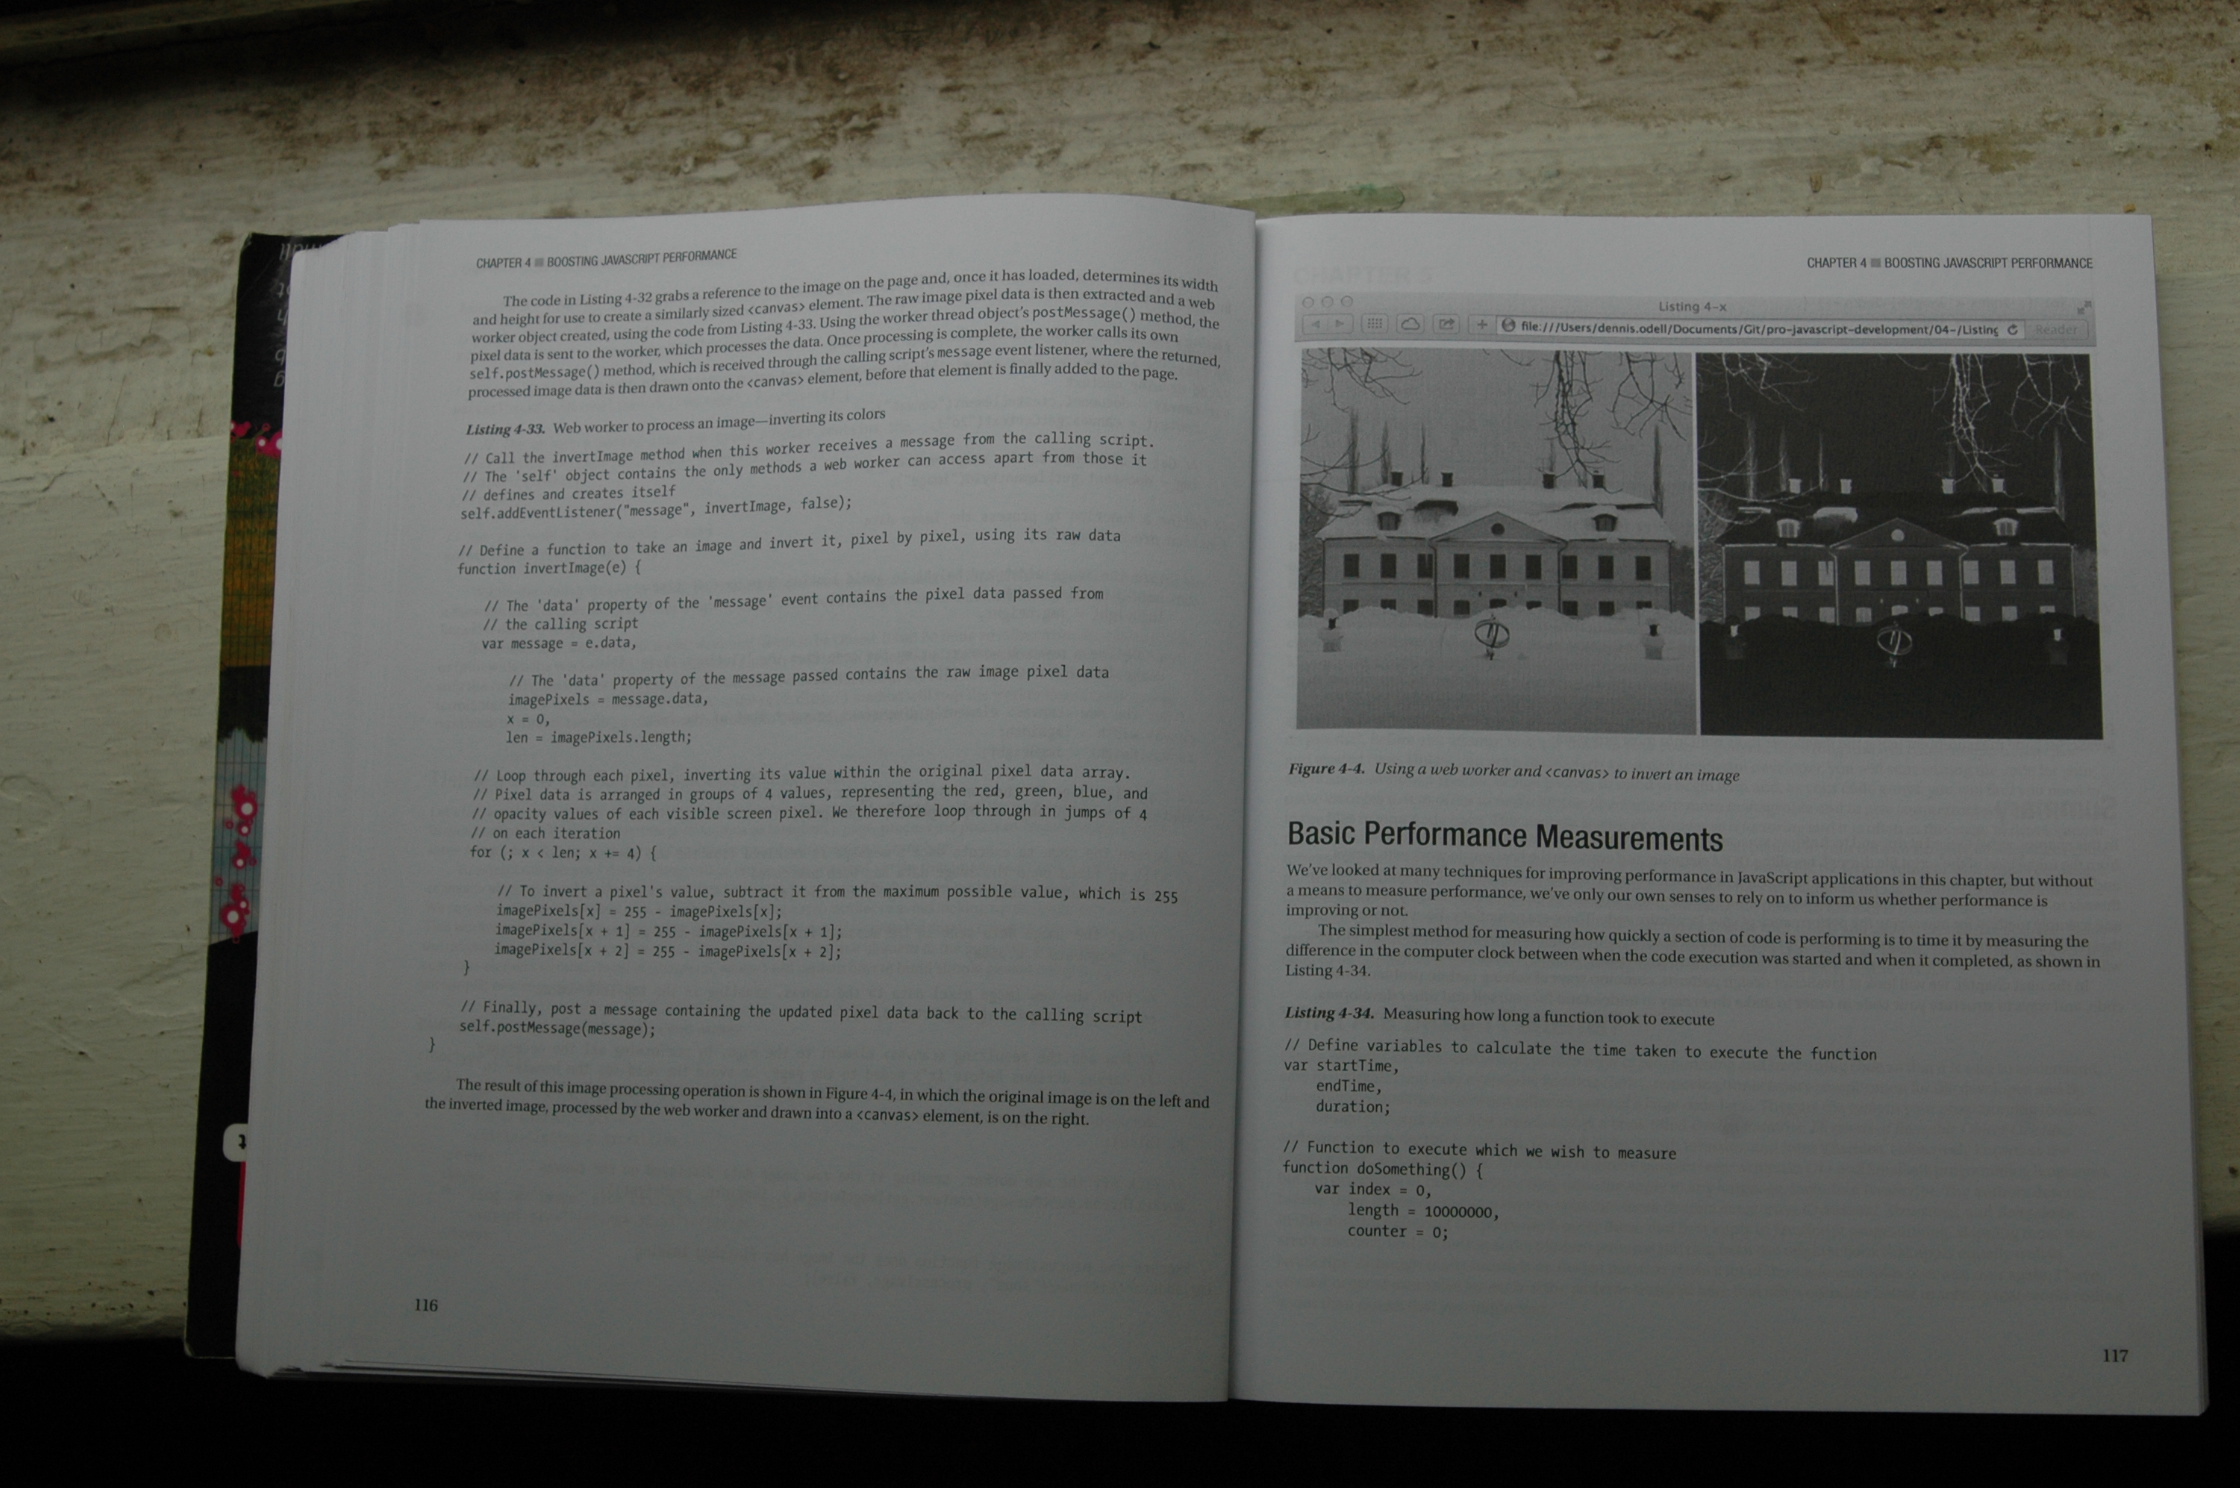 CHAPTER 4 ■ BOOSTING JAVASCRIPT PERFORMANCE
The code in Listing 4-32 grabs a reference to the image on the page and, once it has loaded, determines its width
and height for use to create a similarly sized <canvas> element. The raw image pixel data is then extracted and a web
worker object created, using the code from Listing 4-33. Using the worker thread object's postMessage() method, the
pixel data is sent to the worker, which processes the data. Once processing is complete, the worker calls its own
self.postMessage() method, which is received through the calling script's message event listener, where the returned,
processed image data is then drawn onto the <canvas> element, before that element is finally added to the page.
Listing 4-33. Web worker to process an image—inverting its colors
// Call the invertImage method when this worker receives a message from the calling script.
// The 'self' object contains the only methods a web worker can access apart from those it
// defines and creates itself
self.addEventListener("message", invertImage, false);
// Define a function to take an image and invert it, pixel by pixel, using its raw data
function invertImage(e) {
// The 'data' property of the 'message' event contains the pixel data passed from
// the calling script
var message = e.data,
// The 'data' property of the message passed contains the raw image pixel data
imagePixels = message.data,
x = 0,
len = imagePixels.length;
// Loop through each pixel, inverting its value within the original pixel data array.
// Pixel data is arranged in groups of 4 values, representing the red, green, blue, and
// opacity values of each visible screen pixel. We therefore loop through in jumps of 4
// on each iteration
for (; x < len; x += 4) {
// To invert a pixel's value, subtract it from the maximum possible value, which is 255
imagePixels[x] = 255 - imagePixels[x];
imagePixels[x + 1] = 255 - imagePixels[x + 1];
imagePixels[x + 2] = 255 - imagePixels[x + 2];
}
// Finally, post a message containing the updated pixel data back to the calling script
self.postMessage(message);
}
The result of this image processing operation is shown in Figure 4-4, in which the original image is on the left and
the inverted image, processed by the web worker and drawn into a <canvas> element, is on the right.
116
CHAPTER 4 ■ BOOSTING JAVASCRIPT PERFORMANCE
Listing 4-x
file:///Users/dennis.odell/Documents/Git/pro-javascript-development/04-/Listing Reader
Figure 4-4. Using a web worker and <canvas> to invert an image
Basic Performance Measurements
We've looked at many techniques for improving performance in JavaScript applications in this chapter, but without
a means to measure performance, we've only our own senses to rely on to inform us whether performance is
improving or not.
The simplest method for measuring how quickly a section of code is performing is to time it by measuring the
difference in the computer clock between when the code execution was started and when it completed, as shown in
Listing 4-34.
Listing 4-34. Measuring how long a function took to execute
// Define variables to calculate the time taken to execute the function
var startTime,
endTime,
duration;
// Function to execute which we wish to measure
function doSomething() {
var index = 0,
length = 10000000,
counter = 0;
117